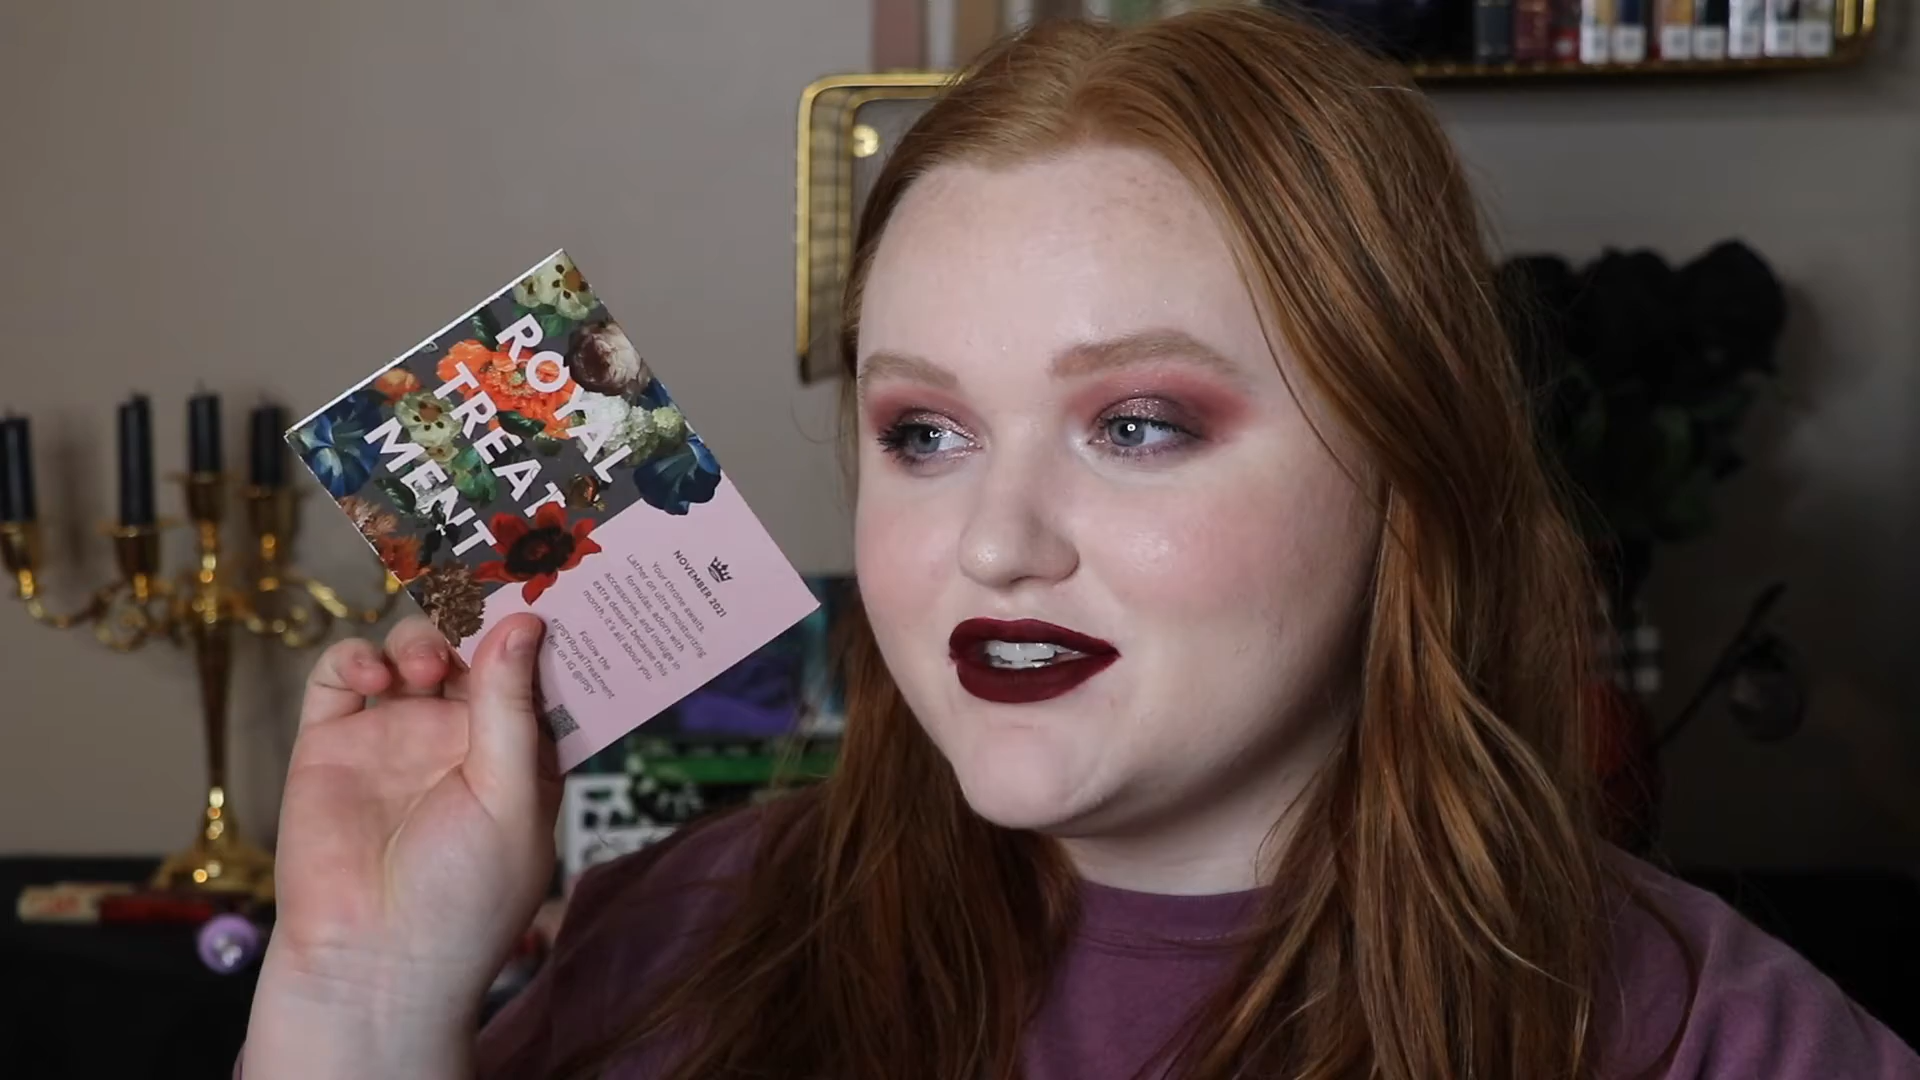 ROYAL
TREAT
MENT
NOVEMBER 2021
Your throne awaits.
Lather on ultra-moisturizing
formulas, adorn with
accessories, and indulge in
extra dessert because this
month, it's all about you.
Follow the
#IPSYRoyalTreatment
fun on IG @IPSY